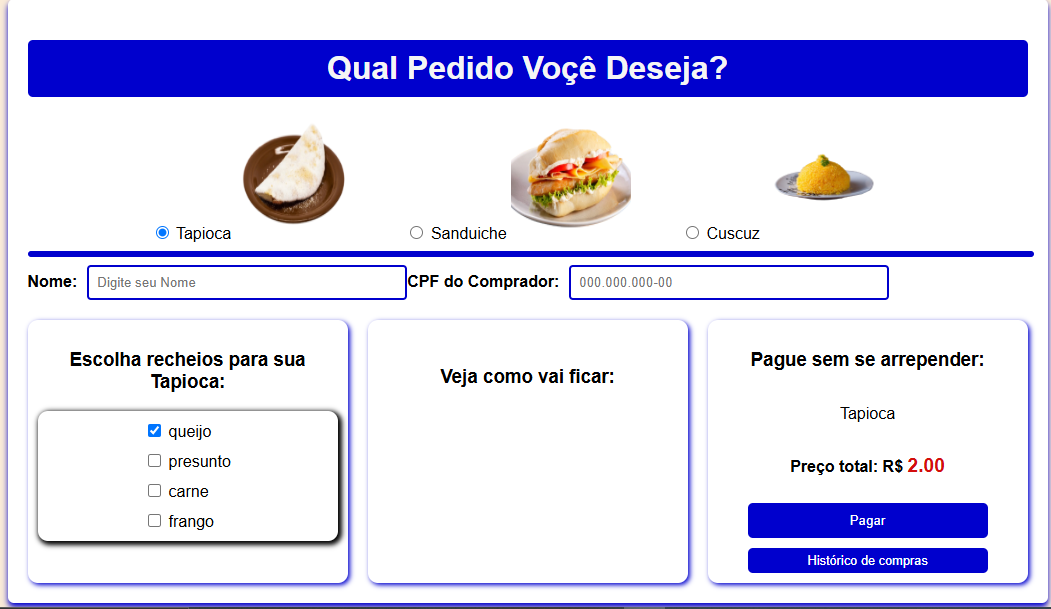 Qual Pedido Voçê Deseja?
Tapioca
Sanduiche
Cuscuz
Nome: Digite seu Nome CPF do Comprador: 000.000.000-00
Escolha recheios para sua
Tapioca:
queijo
presunto
carne
frango
Veja como vai ficar:
Pague sem se arrepender:
Tapioca
Preço total: R$ 2.00
Pagar
Histórico de compras